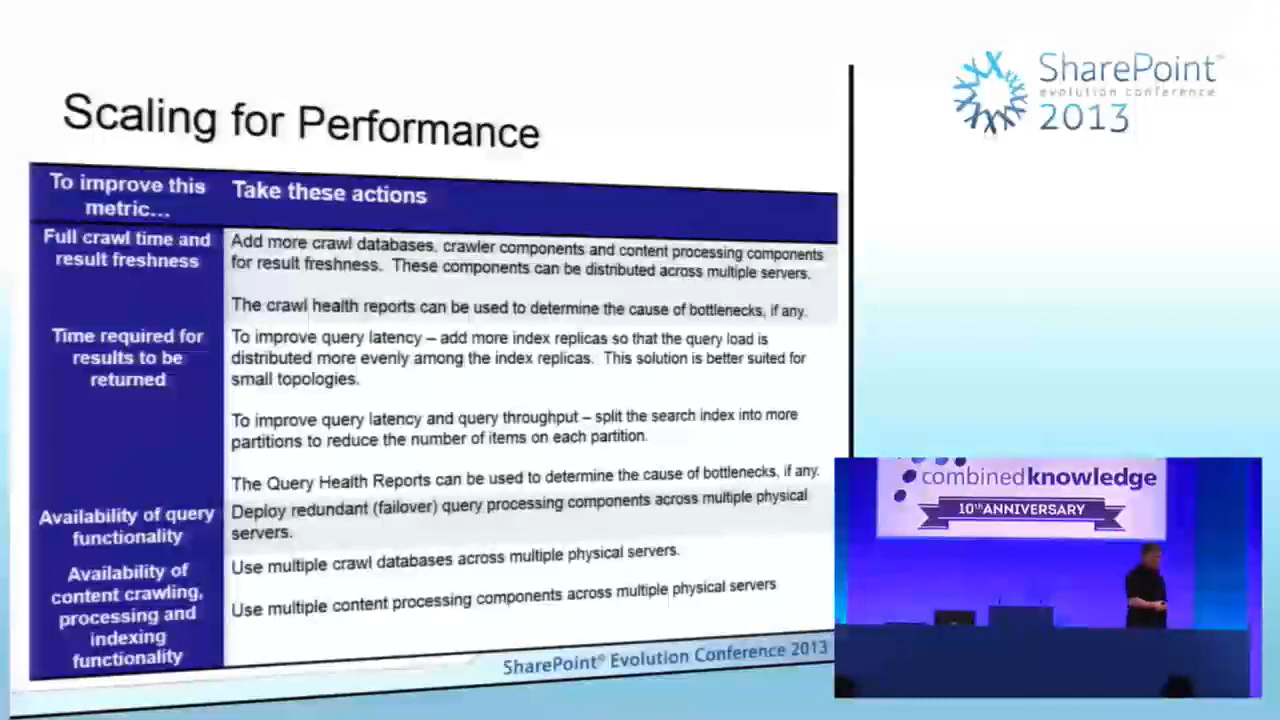 SharePoint™
evolution conference
2013
Scaling for Performance
To improve this
metric...
Take these actions
Full crawl time and
result freshness
Add more crawl databases, crawler components and content processing components
for result freshness. These components can be distributed across multiple servers.
The crawl health reports can be used to determine the cause of bottlenecks, if any.
Time required for
results to be
returned
To improve query latency – add more index replicas so that the query load is
distributed more evenly among the index replicas. This solution is better suited for
small topologies.
To improve query latency and query throughput – split the search index into more
partitions to reduce the number of items on each partition.
The Query Health Reports can be used to determine the cause of bottlenecks, if any.
Availability of query
functionality
Deploy redundant (failover) query processing components across multiple physical
servers.
Availability of
content crawling,
processing and
indexing
functionality
Use multiple crawl databases across multiple physical servers.
Use multiple content processing components across multiple physical servers
SharePoint® Evolution Conference 2013
combinedknowledge
10th ANNIVERSARY